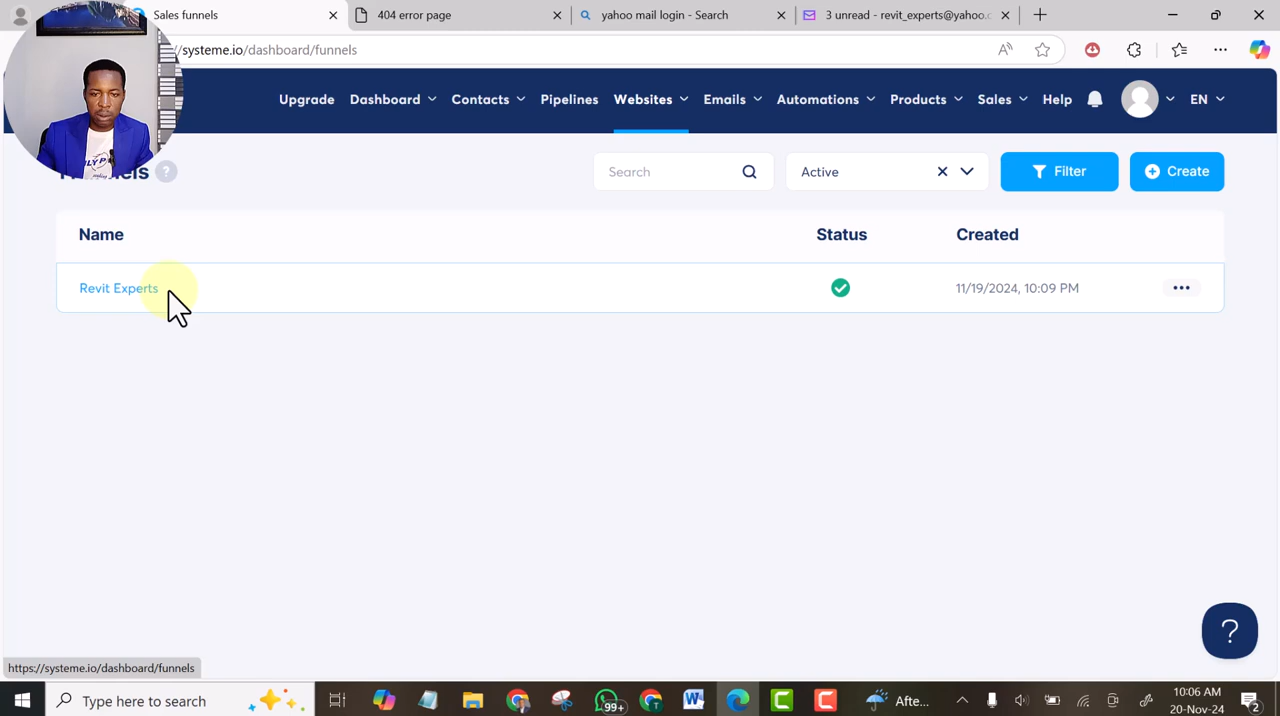 Sales funnels
404 error page
yahoo mail login - Search
unread - revit_experts@yahoo.c
//systeme.io/dashboard/funnels
Upgrade Dashboard Contacts Pipelines Websites Emails Automations Products Sales Help EN
Search
Active
Filter
Create
Name Status Created
Revit Experts 11/19/2024, 10:09 PM
?
https://systeme.io/dashboard/funnels
Type here to search
99+
Afte...
10:06 AM
20-Nov-24
2